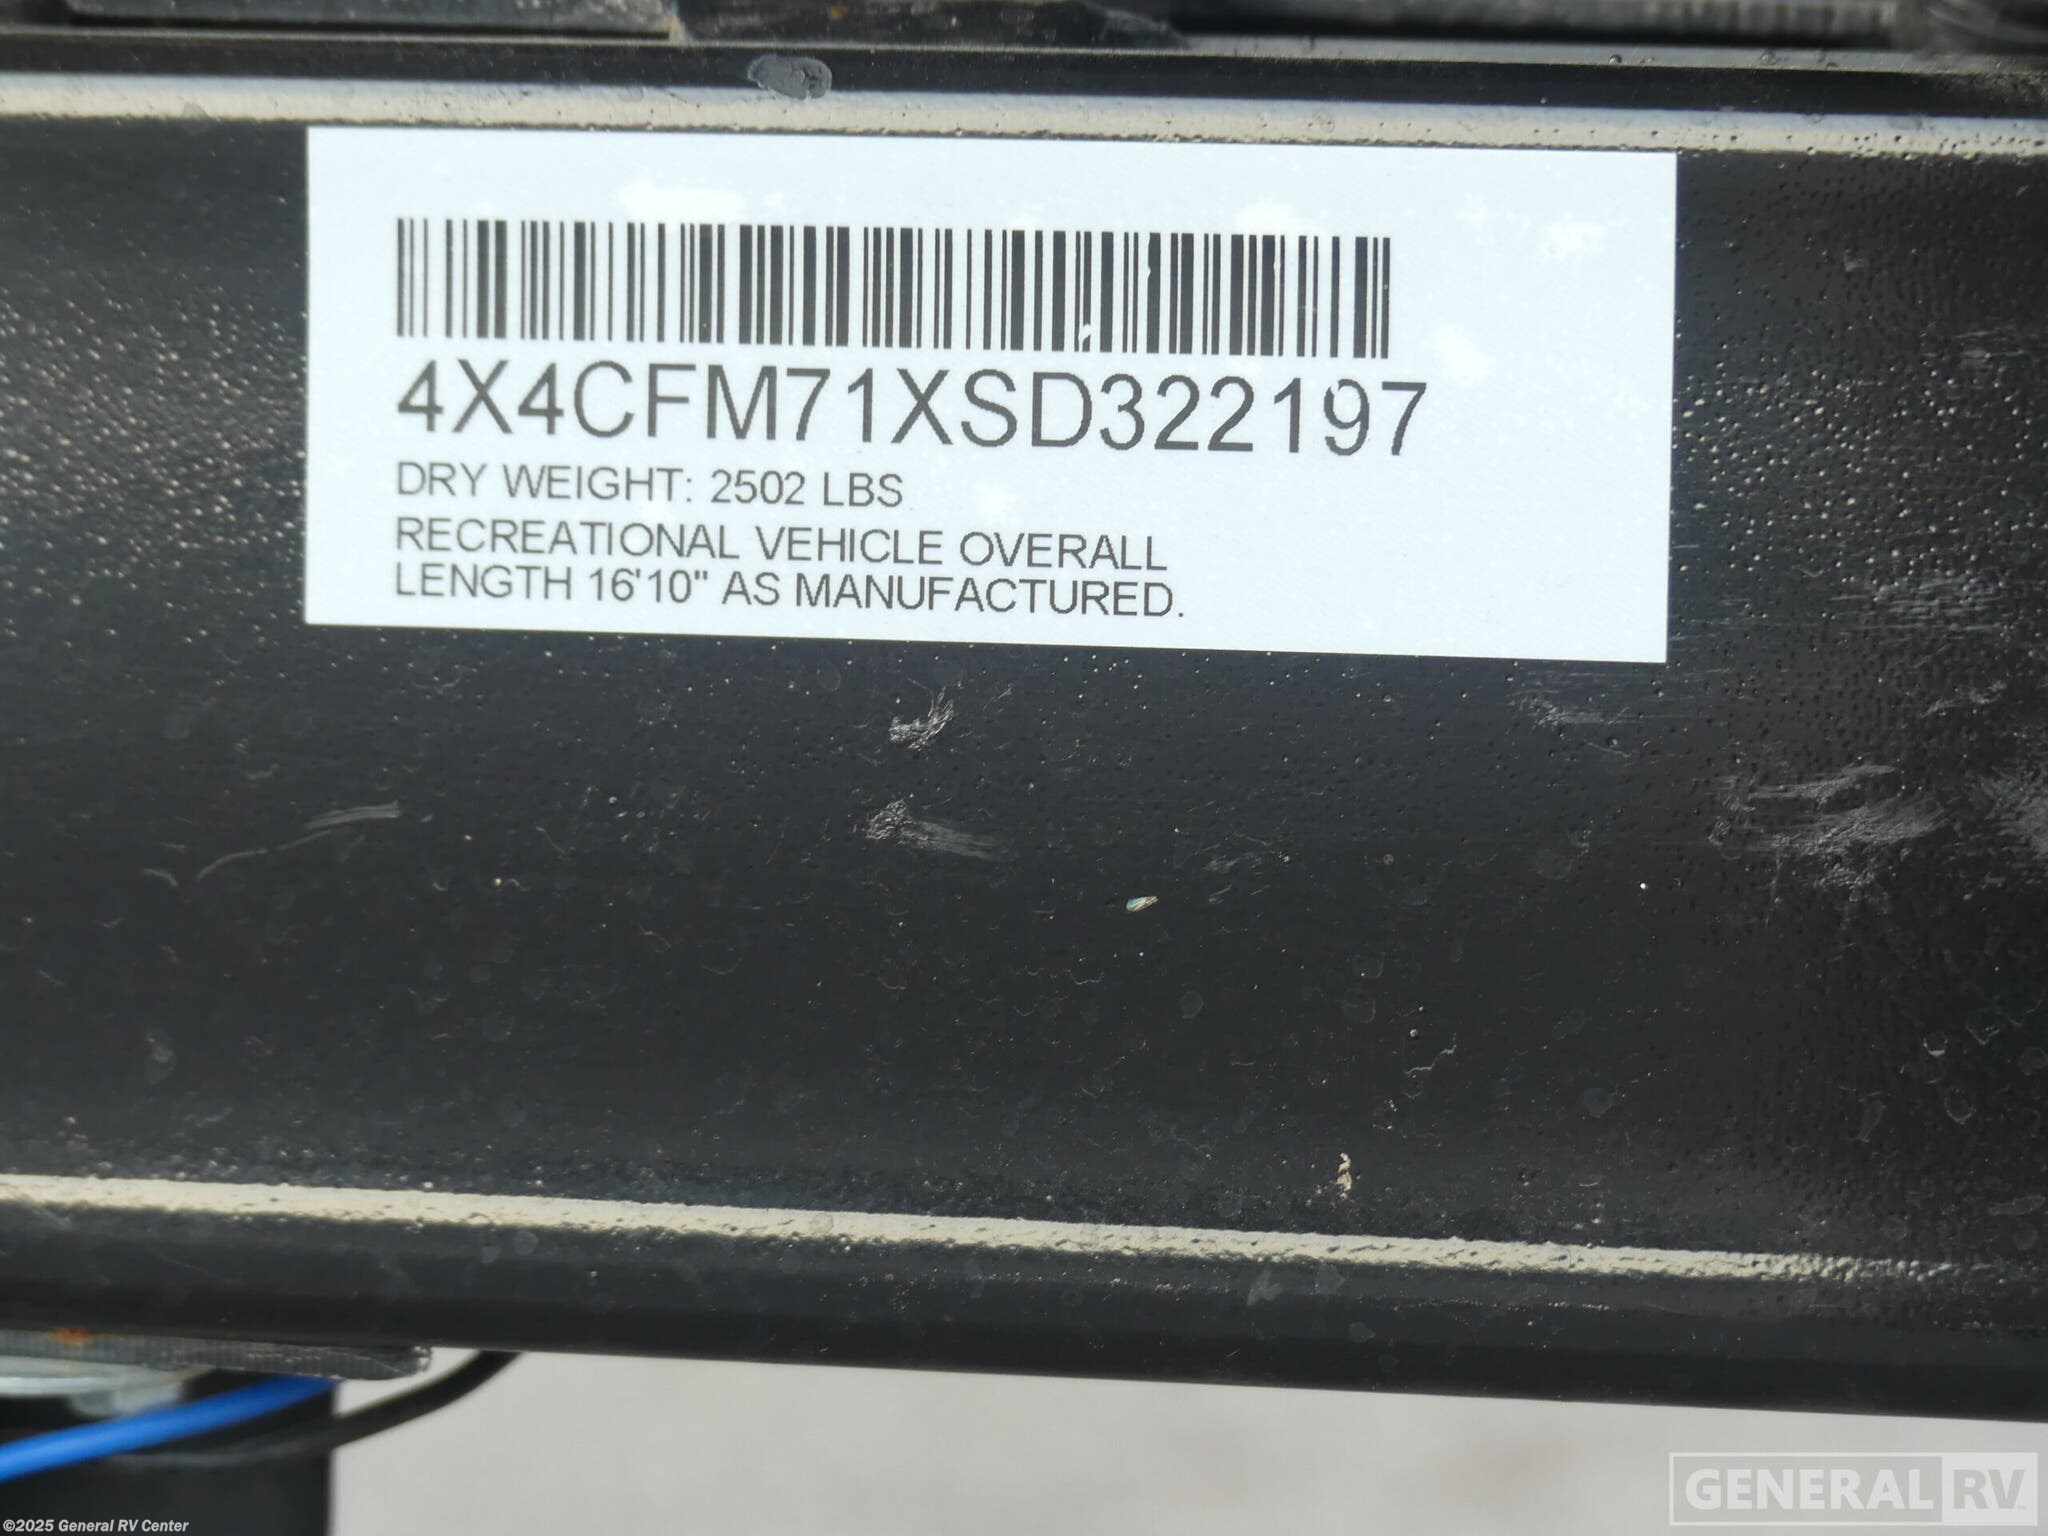 4X4CFM71XSD322197
DRY WEIGHT: 2502 LBS
RECREATIONAL VEHICLE OVERALL
LENGTH 16'10" AS MANUFACTURED.
GENERAL RV
©2025 General RV Center